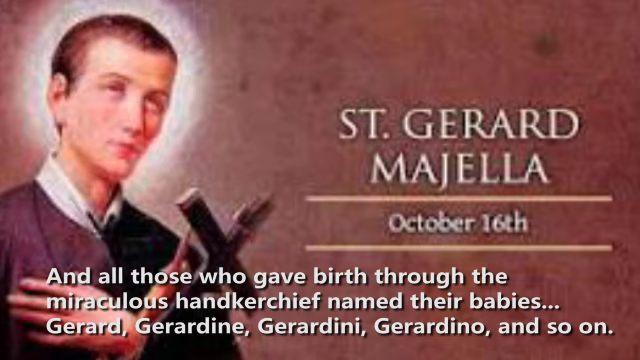 ST. GERARD
MAJELLA
October 16th
And all those who gave birth through the
miraculous handkerchief named their babies...
Gerard, Gerardine, Gerardini, Gerardino, and so on.